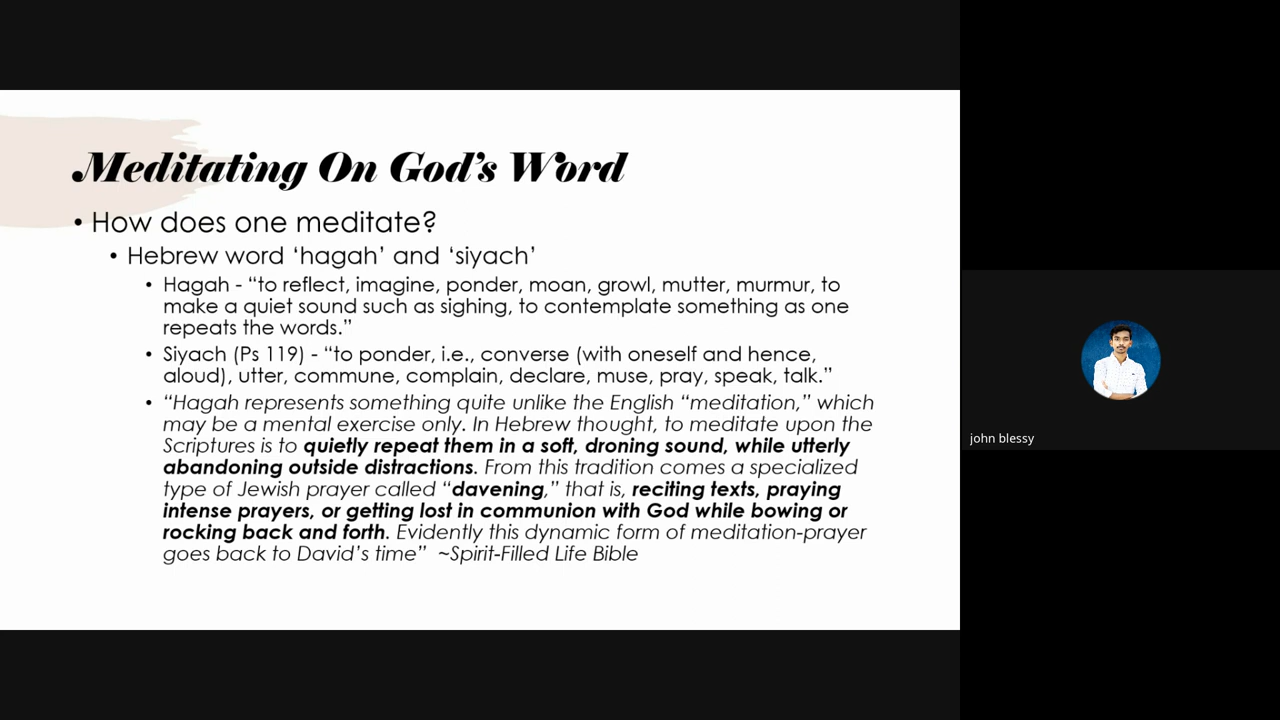 Meditating On God's Word
• How does one meditate?
• Hebrew word ‘hagah’ and ‘siyach’
• Hagah - “to reflect, imagine, ponder, moan, growl, mutter, murmur, to
make a quiet sound such as sighing, to contemplate something as one
repeats the words.”
• Siyach (Ps 119) - “to ponder, i.e., converse (with oneself and hence,
aloud), utter, commune, complain, declare, muse, pray, speak, talk.”
• “Hagah represents something quite unlike the English “meditation,” which
may be a mental exercise only. In Hebrew thought, to meditate upon the
Scriptures is to quietly repeat them in a soft, droning sound, while utterly
abandoning outside distractions. From this tradition comes a specialized
type of Jewish prayer called “davening,” that is, reciting texts, praying
intense prayers, or getting lost in communion with God while bowing or
rocking back and forth. Evidently this dynamic form of meditation-prayer
goes back to David’s time” ~Spirit-Filled Life Bible
john blessy